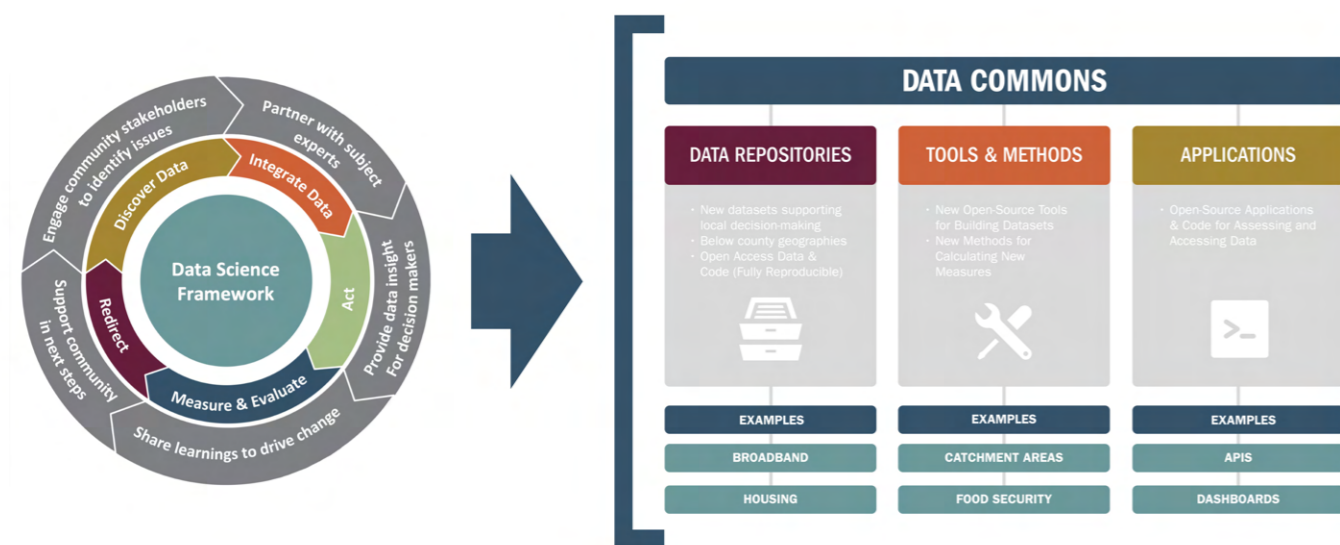 Engage community stakeholders
to identify issues
Partner with subject
experts
Provide data insight
For decision makers
Share learnings to drive change
Support community
in next steps
Discover Data
Integrate Data
Act
Measure & Evaluate
Redirect
Data Science
Framework
DATA COMMONS
DATA REPOSITORIES
• New datasets supporting
local decision-making
• Below county geographies
• Open Access Data &
Code (Fully Reproducible)
EXAMPLES
BROADBAND
HOUSING
TOOLS & METHODS
• New Open-Source Tools
for Building Datasets
• New Methods for
Calculating New
Measures
EXAMPLES
CATCHMENT AREAS
FOOD SECURITY
APPLICATIONS
• Open-Source Applications
& Code for Assessing and
Accessing Data
>_
EXAMPLES
APIS
DASHBOARDS